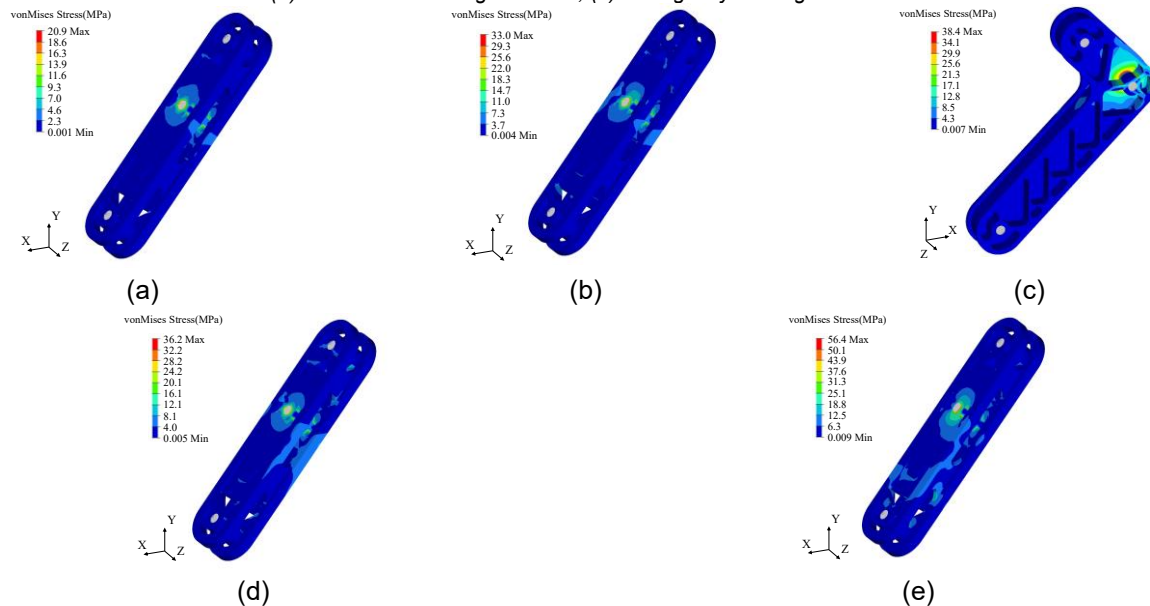 vonMises Stress(MPa)
20.9 Max
18.6
16.3
13.9
11.6
9.3
7.0
4.6
2.3
0.001 Min
Y
X
Z
(a)
vonMises Stress(MPa)
33.0 Max
29.3
25.6
22.0
18.3
14.7
11.0
7.3
3.7
0.004 Min
Y
X
Z
(b)
vonMises Stress(MPa)
38.4 Max
34.1
29.9
25.6
21.3
17.1
12.8
8.5
4.3
0.007 Min
Y
X
Z
(c)
vonMises Stress(MPa)
36.2 Max
32.2
28.2
24.2
20.1
16.1
12.1
8.1
4.0
0.005 Min
Y
X
Z
(d)
vonMises Stress(MPa)
56.4 Max
50.1
43.9
37.6
31.3
25.1
18.8
12.5
6.3
0.009 Min
Y
X
Z
(e)